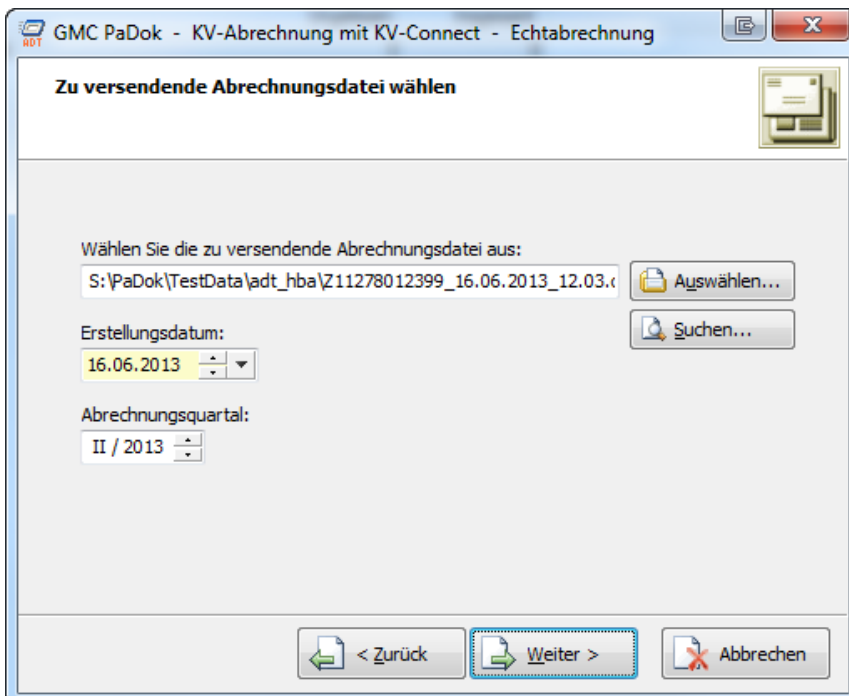 GMC PaDok - KV-Abrechnung mit KV-Connect - Echtabrechnung
ADT
Zu versendende Abrechnungsdatei wählen
Wählen Sie die zu versendende Abrechnungsdatei aus:
S:\PaDok\TestData\adt_hba\Z11278012399_16.06.2013_12.03.
Auswählen...
Suchen...
Erstellungsdatum:
16.06.2013
Abrechnungsquartal:
II / 2013
< Zurück
Weiter >
Abbrechen